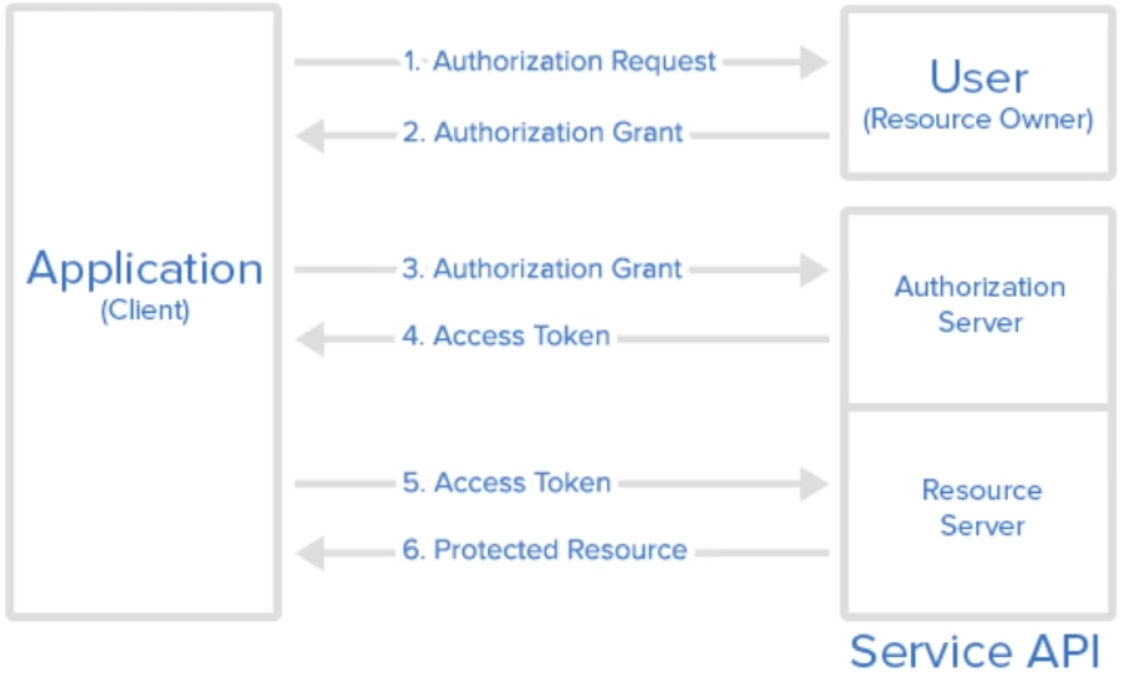 1. Authorization Request
User
(Resource Owner)
2. Authorization Grant
Application
(Client)
3. Authorization Grant
Authorization
Server
4. Access Token
5. Access Token
Resource
Server
6. Protected Resource
Service API